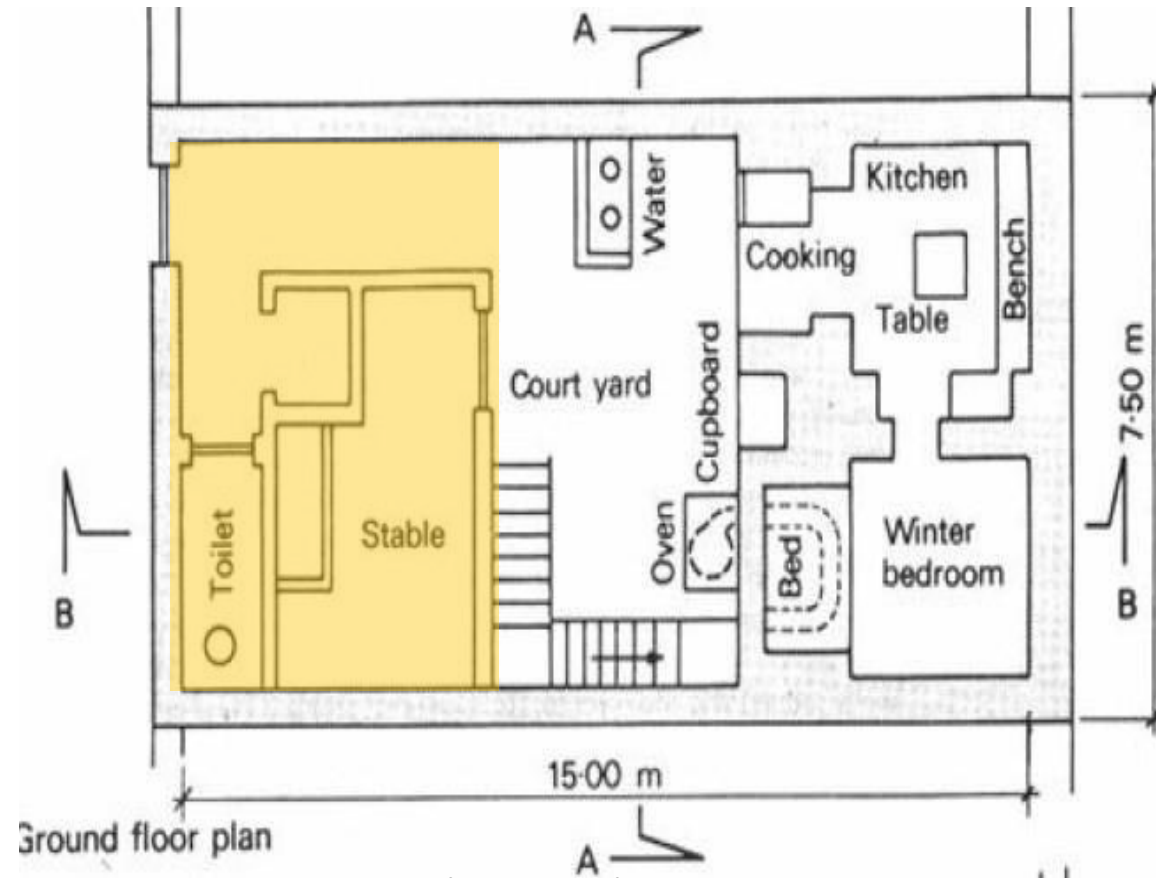 A
Kitchen
Water
Cooking
Bench
Table
Court yard
Cupboard
7·50 m
Toilet
Stable
Oven
Bed
Winter
bedroom
B
B
15·00 m
Ground floor plan
A